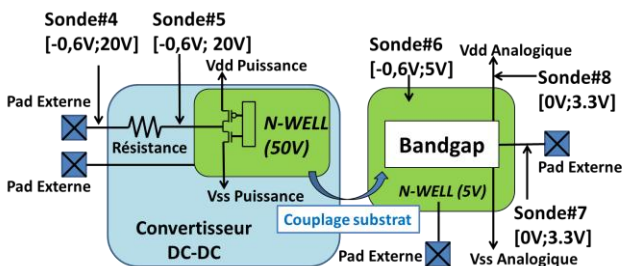 Sonde#4
[-0,6V;20V]
Sonde#5
[-0,6V; 20V]
Vdd Puissance
Pad Externe
Résistance
N-WELL
(50V)
Pad Externe
Vss Puissance
Convertisseur
DC-DC
Couplage substrat
Sonde#6
[-0,6V;5V]
Vdd Analogique
Sonde#8
[0V;3.3V]
Bandgap
Pad Externe
N-WELL (5V)
Sonde#7
[0V;3.3V]
Pad Externe
Vss Analogique